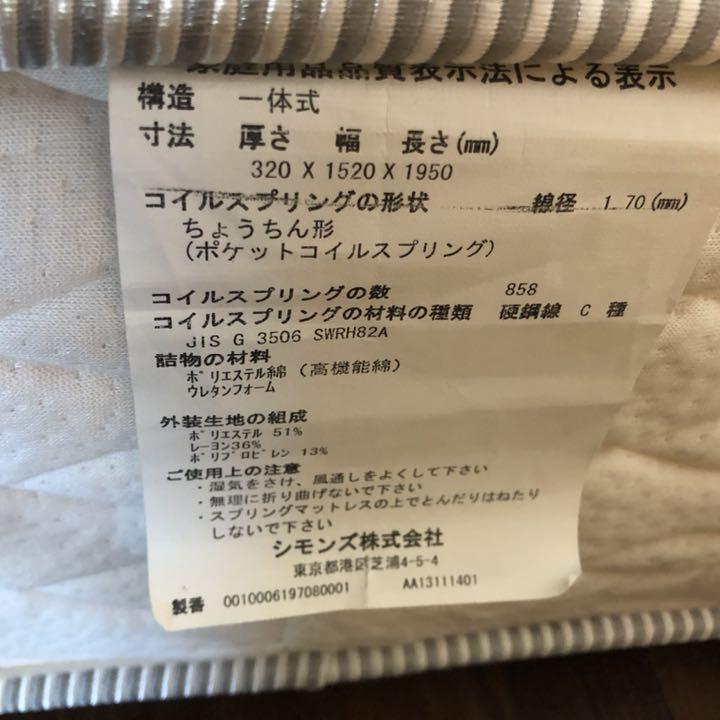 家庭用品品質表示法による表示
構造 一体式
寸法 厚さ 幅 長さ(mm)
320 X 1520 X 1950
コイルスプリングの形状 線径 1.70(mm)
ちょうちん形
(ポケットコイルスプリング)
コイルスプリングの数 858
コイルスプリングの材料の種類 硬鋼線 C 種
JIS G 3506 SWRH82A
詰物の材料
ポリエステル綿(高機能綿)
ウレタンフォーム
外装生地の組成
ポリエステル 51%
レーヨン36%
ポリプロピレン 13%
ご使用上の注意
・湿気をさけ、風通しをよくして下さい
・無理に折り曲げないで下さい
・スプリングマットレスの上でとんだりはねたり
しないで下さい
シモンズ株式会社
東京都港区芝浦4-5-4
製番 0010006197080001 AA13111401